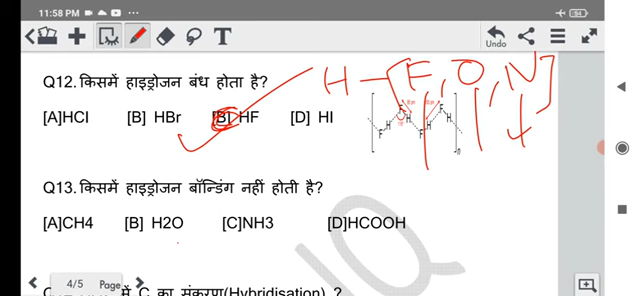 11:58 PM
54
Undo
Q12. किसमें हाइड्रोजन बंध होता है?
H - [F, O, N]
[A]HCl [B] HBr [B] HF [D] HI
Q13. किसमें हाइड्रोजन बॉन्डिंग नहीं होती है?
[A]CH4 [B] H2O [C]NH3 [D]HCOOH
4/5
में C का संकरण(Hybridisation) ?